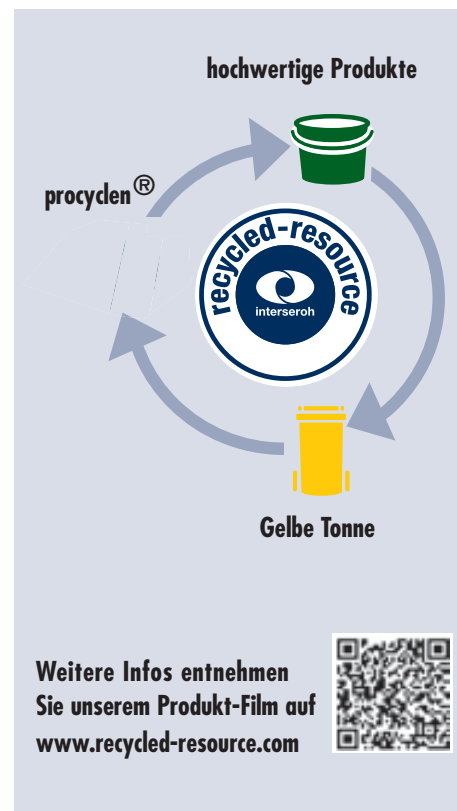 hochwertige Produkte
procyclen®
recycled-resource
interseroh
Gelbe Tonne
Weitere Infos entnehmen
Sie unserem Produkt-Film auf
www.recycled-resource.com